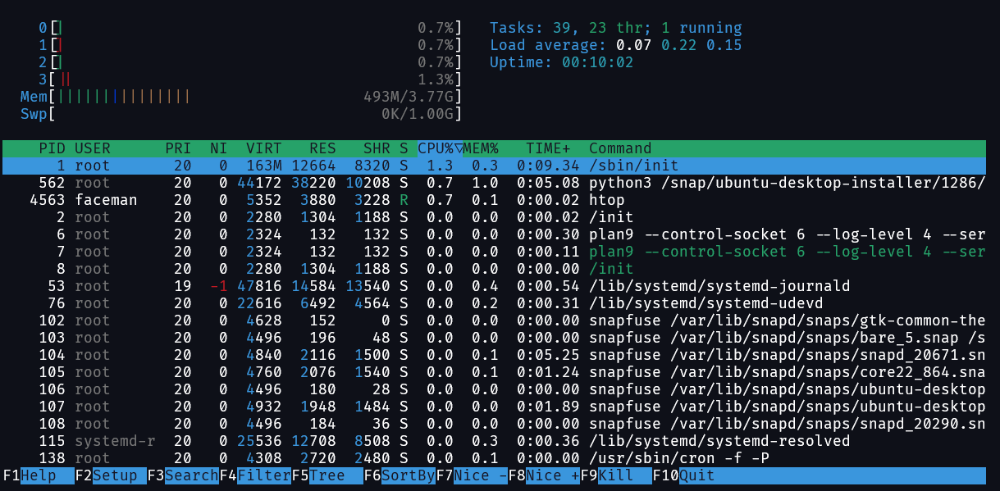 0[| 0.7%] Tasks: 39, 23 thr; 1 running
1[| 0.7%] Load average: 0.07 0.22 0.15
2[| 0.7%] Uptime: 00:10:02
3[|| 1.3%]
Mem[||||||||||||||| 493M/3.77G]
Swp[ 0K/1.00G]
PID USER PRI NI VIRT RES SHR S CPU%▽MEM% TIME+ Command
1 root 20 0 163M 12664 8320 S 1.3 0.3 0:09.34 /sbin/init
562 root 20 0 44172 38220 10208 S 0.7 1.0 0:05.08 python3 /snap/ubuntu-desktop-installer/1286/
4563 faceman 20 0 5352 3880 3228 R 0.7 0.1 0:00.02 htop
2 root 20 0 2280 1304 1188 S 0.0 0.0 0:00.02 /init
6 root 20 0 2324 132 132 S 0.0 0.0 0:00.30 plan9 --control-socket 6 --log-level 4 --ser
7 root 20 0 2324 132 132 S 0.0 0.0 0:00.11 plan9 --control-socket 6 --log-level 4 --ser
8 root 20 0 2280 1304 1188 S 0.0 0.0 0:00.00 /init
53 root 19 -1 47816 14584 13540 S 0.0 0.4 0:00.54 /lib/systemd/systemd-journald
76 root 20 0 22616 6492 4564 S 0.0 0.2 0:00.31 /lib/systemd/systemd-udevd
102 root 20 0 4628 152 0 S 0.0 0.0 0:00.00 snapfuse /var/lib/snapd/snaps/gtk-common-the
103 root 20 0 4496 196 48 S 0.0 0.0 0:00.00 snapfuse /var/lib/snapd/snaps/bare_5.snap /s
104 root 20 0 4840 2116 1500 S 0.0 0.1 0:05.25 snapfuse /var/lib/snapd/snaps/snapd_20671.sn
105 root 20 0 4760 2076 1540 S 0.0 0.1 0:01.24 snapfuse /var/lib/snapd/snaps/core22_864.sna
106 root 20 0 4496 180 28 S 0.0 0.0 0:00.00 snapfuse /var/lib/snapd/snaps/ubuntu-desktop
107 root 20 0 4932 1948 1484 S 0.0 0.0 0:01.89 snapfuse /var/lib/snapd/snaps/ubuntu-desktop
108 root 20 0 4496 184 36 S 0.0 0.0 0:00.00 snapfuse /var/lib/snapd/snaps/snapd_20290.sn
115 systemd-r 20 0 25536 12708 8508 S 0.0 0.3 0:00.36 /lib/systemd/systemd-resolved
138 root 20 0 4308 2720 2480 S 0.0 0.1 0:00.00 /usr/sbin/cron -f -P
F1Help F2Setup F3SearchF4FilterF5Tree F6SortByF7Nice -F8Nice +F9Kill F10Quit